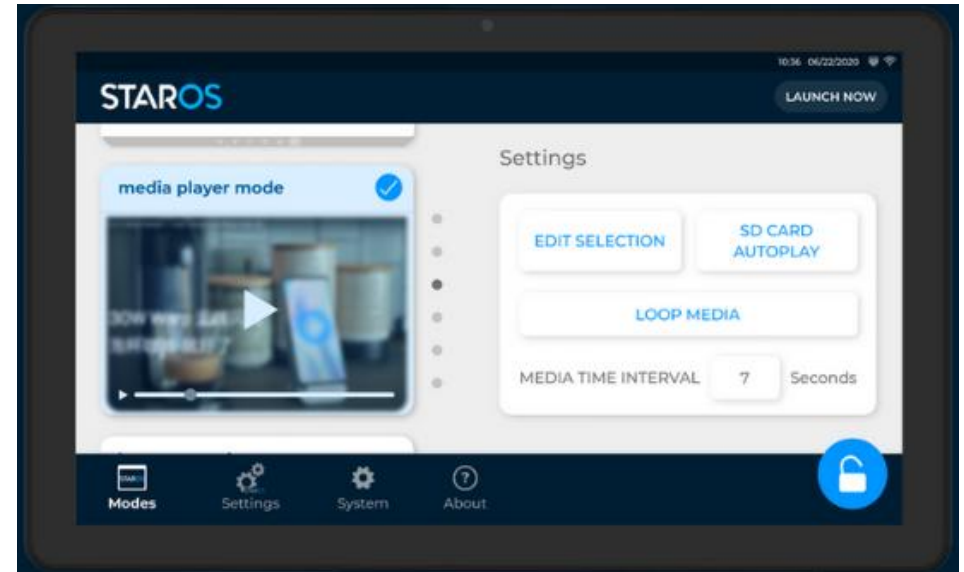 10:36 06/22/2020
STAROS
LAUNCH NOW
Settings
media player mode
EDIT SELECTION
SD CARD
AUTOPLAY
LOOP MEDIA
MEDIA TIME INTERVAL 7 Seconds
Modes
Settings
System
About